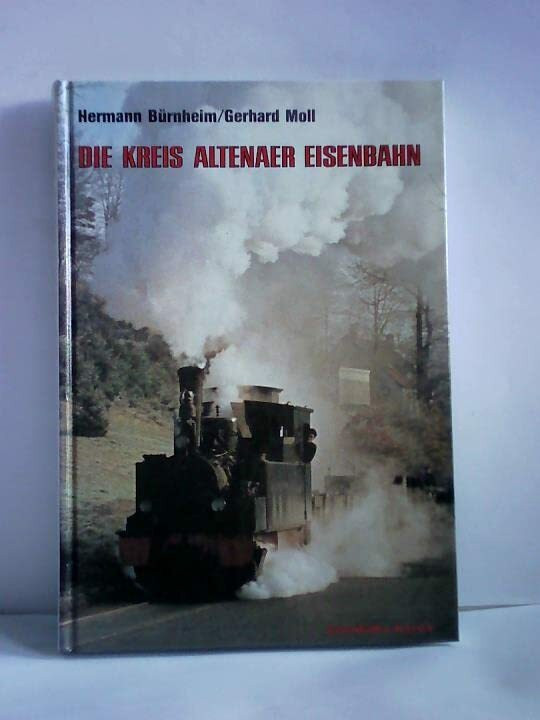 Hermann Bürnheim/Gerhard Moll
DIE KREIS ALTENAER EISENBAHN